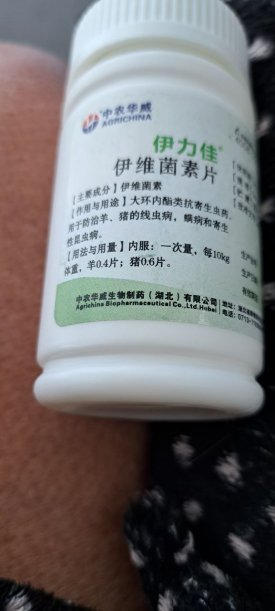 中农华威
AGRICHINA
伊力佳
伊维菌素片
【主要成分】伊维菌素
【作用与用途】大环内酯类抗寄生虫药。
用于防治羊、猪的线虫病，螨病和寄生
性昆虫病。
【用法与用量】内服：一次量，每10kg
体重，羊0.4片；猪0.6片。
中农华威生物制药（湖北）有限公司
Agrichina Biopharmaceutical Co.,Ltd.Hubei
地址：
电话：